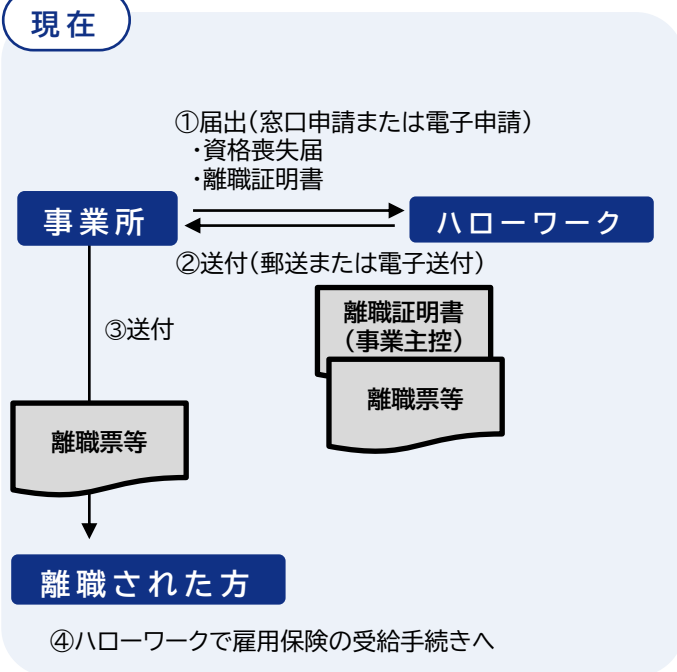 現在
①届出（窓口申請または電子申請）
・資格喪失届
・離職証明書
事業所
ハローワーク
②送付（郵送または電子送付）
離職証明書
（事業主控）
離職票等
③送付
離職票等
離職された方
④ハローワークで雇用保険の受給手続きへ